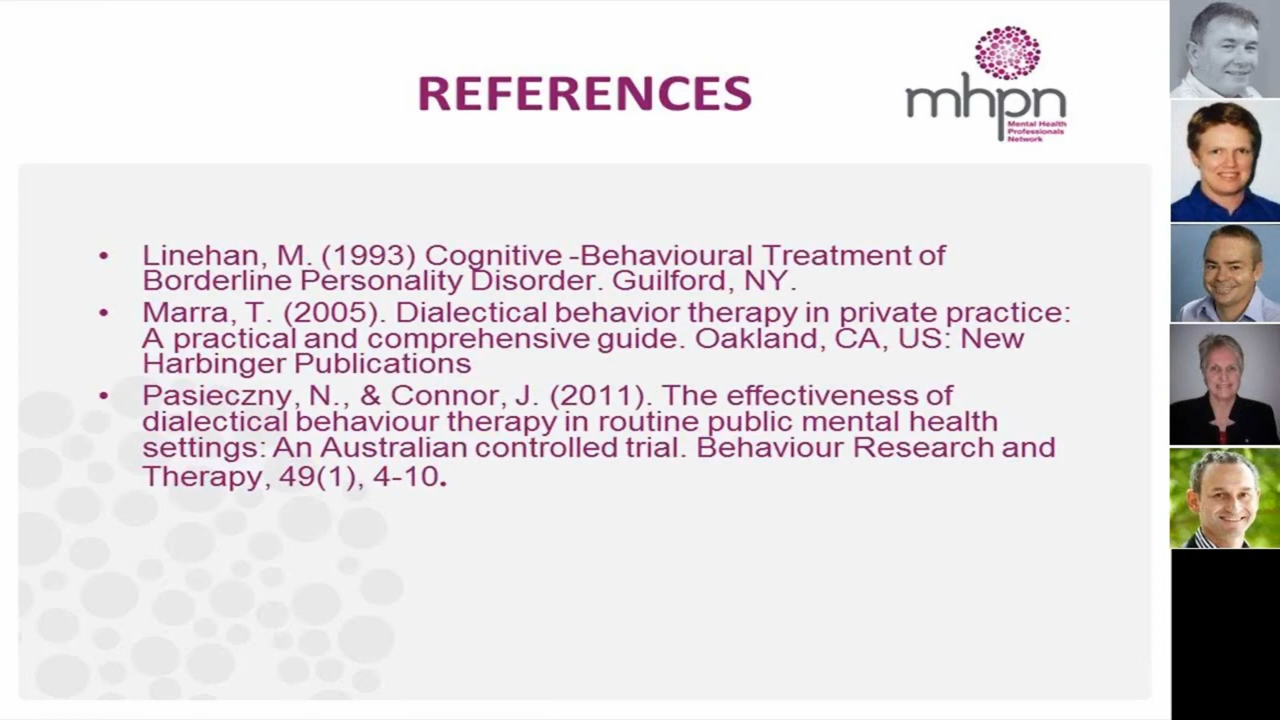 REFERENCES
mhpn
Mental Health
Professionals
Network
• Linehan, M. (1993) Cognitive -Behavioural Treatment of
Borderline Personality Disorder. Guilford, NY.
• Marra, T. (2005). Dialectical behavior therapy in private practice:
A practical and comprehensive guide. Oakland, CA, US: New
Harbinger Publications
• Pasieczny, N., & Connor, J. (2011). The effectiveness of
dialectical behaviour therapy in routine public mental health
settings: An Australian controlled trial. Behaviour Research and
Therapy, 49(1), 4-10.